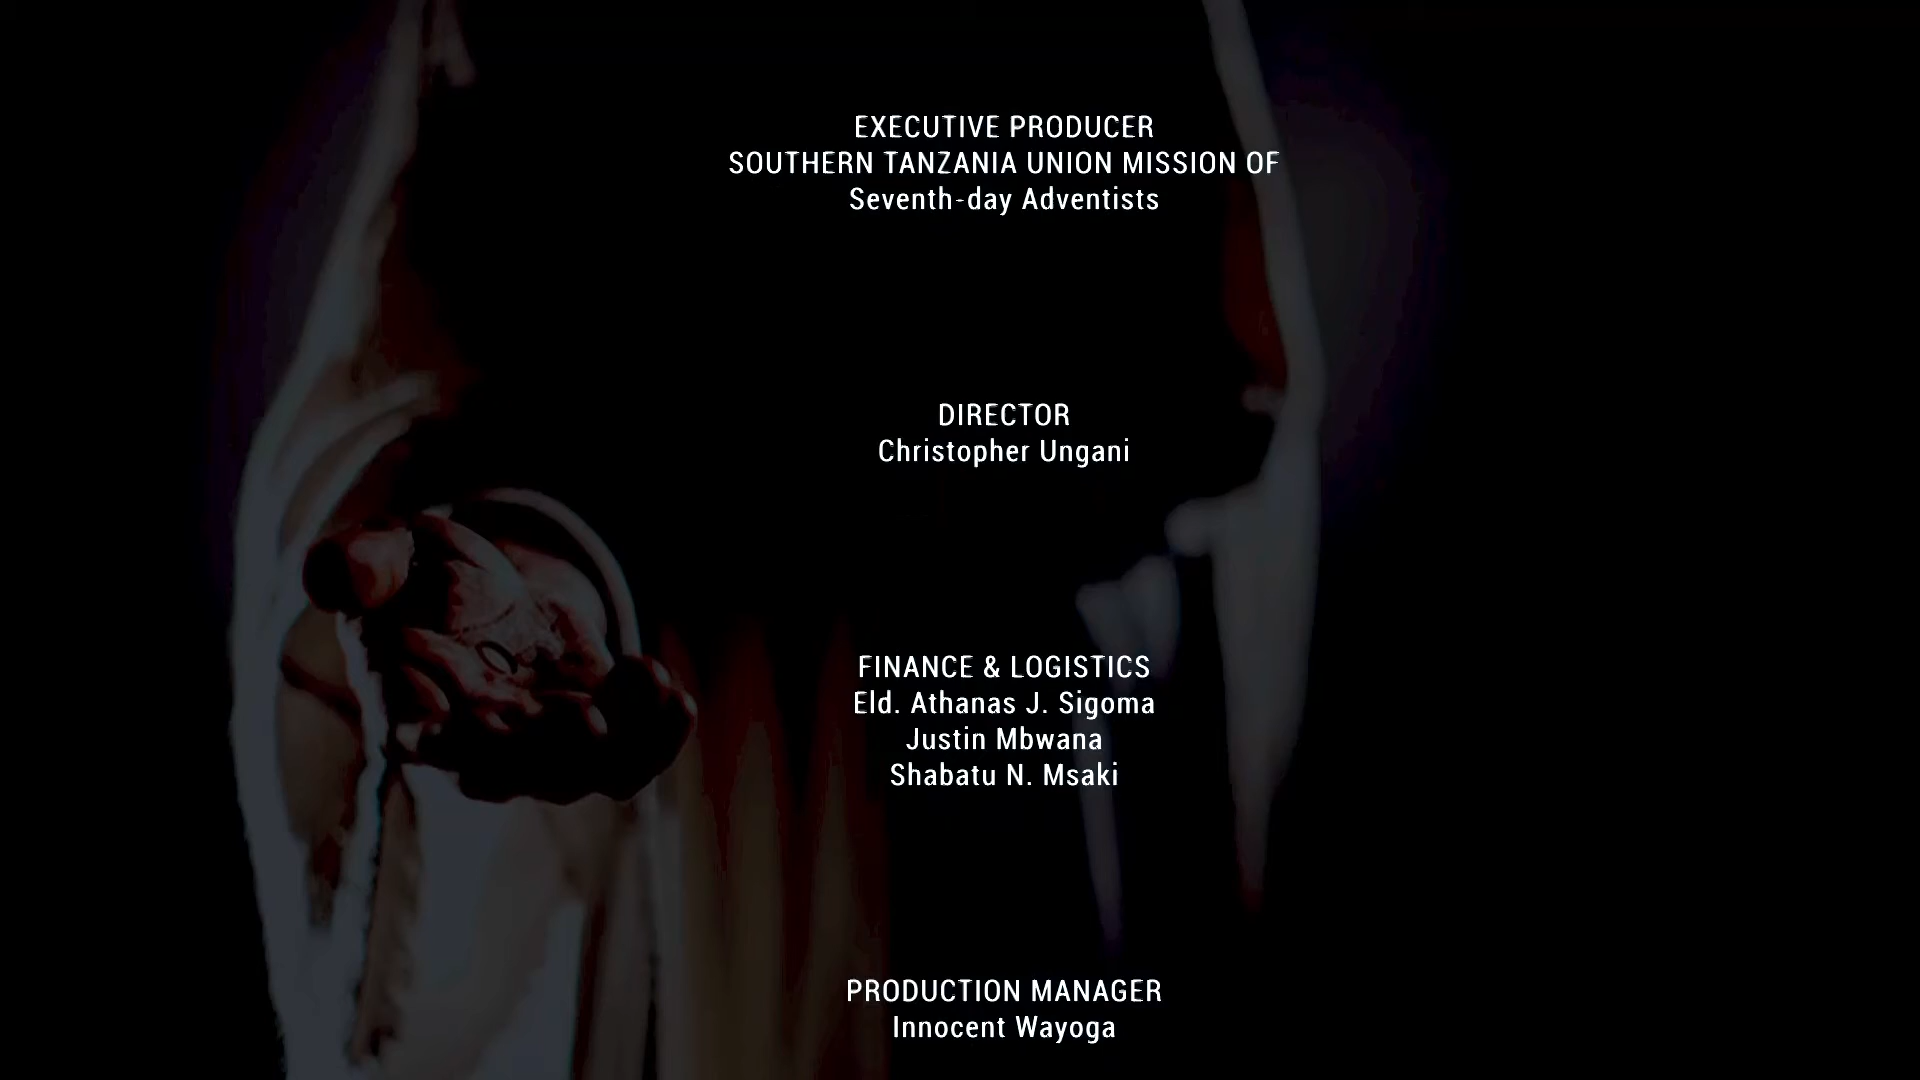 EXECUTIVE PRODUCER
SOUTHERN TANZANIA UNION MISSION OF
Seventh-day Adventists
DIRECTOR
Christopher Ungani
FINANCE & LOGISTICS
Eld. Athanas J. Sigoma
Justin Mbwana
Shabatu N. Msaki
PRODUCTION MANAGER
Innocent Wayoga